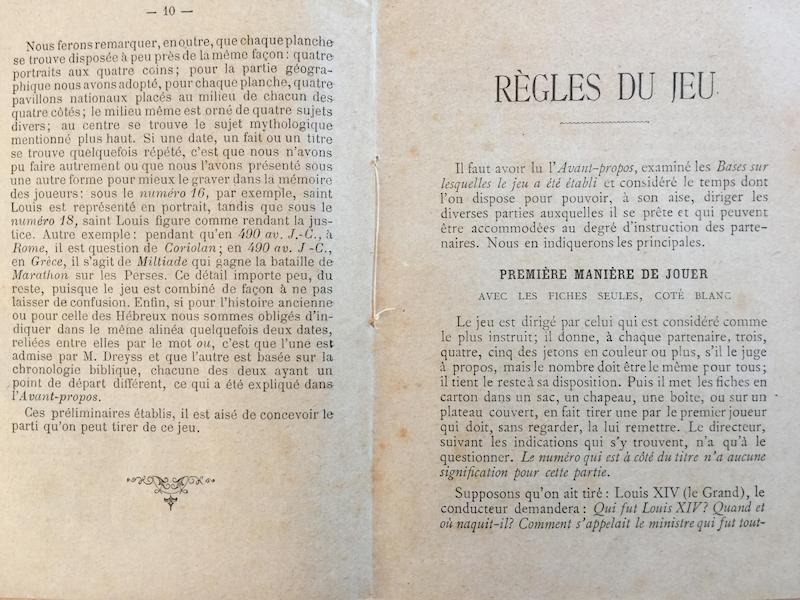 — 10 —
Nous ferons remarquer, en outre, que chaque planche
se trouve disposée à peu près de la même façon : quatre
portraits aux quatre coins ; pour la partie géogra-
phique nous avons adopté, pour chaque planche, quatre
pavillons nationaux placés au milieu de chacun des
quatre côtés ; le milieu même est orné de quatre sujets
divers ; au centre se trouve le sujet mythologique
mentionné plus haut. Si une date, un fait ou un titre
se trouve quelquefois répété, c'est que nous n'avons
pu faire autrement ou que nous l'avons présenté sous
une autre forme pour mieux le graver dans la mémoire
des joueurs : sous le numéro 16, par exemple, saint
Louis est représenté en portrait, tandis que sous le
numéro 18, saint Louis figure comme rendant la jus-
tice. Autre exemple : pendant qu'en 490 av. J.-C., à
Rome, il est question de Coriolan ; en 490 av. J -C.,
en Grèce, il s'agit de Miltiade qui gagne la bataille de
Marathon sur les Perses. Ce détail importe peu, du
reste, puisque le jeu est combiné de façon à ne pas
laisser de confusion. Enfin, si pour l'histoire ancienne
ou pour celle des Hébreux nous sommes obligés d'in-
diquer dans le même alinéa quelquefois deux dates,
reliées entre elles par le mot ou, c'est que l'une est
admise par M. Dreyss et que l'autre est basée sur la
chronologie biblique, chacune des deux ayant un
point de départ différent, ce qui a été expliqué dans
l'Avant-propos.
Ces préliminaires établis, il est aisé de concevoir le
parti qu'on peut tirer de ce jeu.
RÈGLES DU JEU
Il faut avoir lu l'Avant-propos, examiné les Bases sur
lesquelles le jeu a été établi et considéré le temps dont
l'on dispose pour pouvoir, à son aise, diriger les
diverses parties auxquelles il se prête et qui peuvent
être accommodées au degré d'instruction des parte-
naires. Nous en indiquerons les principales.
PREMIÈRE MANIÈRE DE JOUER
AVEC LES FICHES SEULES, COTÉ BLANC
Le jeu est dirigé par celui qui est considéré comme
le plus instruit ; il donne, à chaque partenaire, trois,
quatre, cinq des jetons en couleur ou plus, s'il le juge
à propos, mais le nombre doit être le même pour tous ;
il tient le reste à sa disposition. Puis il met les fiches en
carton dans un sac, un chapeau, une boîte, ou sur un
plateau couvert, en fait tirer une par le premier joueur
qui doit, sans regarder, la lui remettre. Le directeur,
suivant les indications qui s'y trouvent, n'a qu'à le
questionner. Le numéro qui est à côté du titre n'a aucune
signification pour cette partie.
Supposons qu'on ait tiré : Louis XIV (le Grand), le
conducteur demandera : Qui fut Louis XIV? Quand et
où naquit-il? Comment s'appelait le ministre qui fut tout-